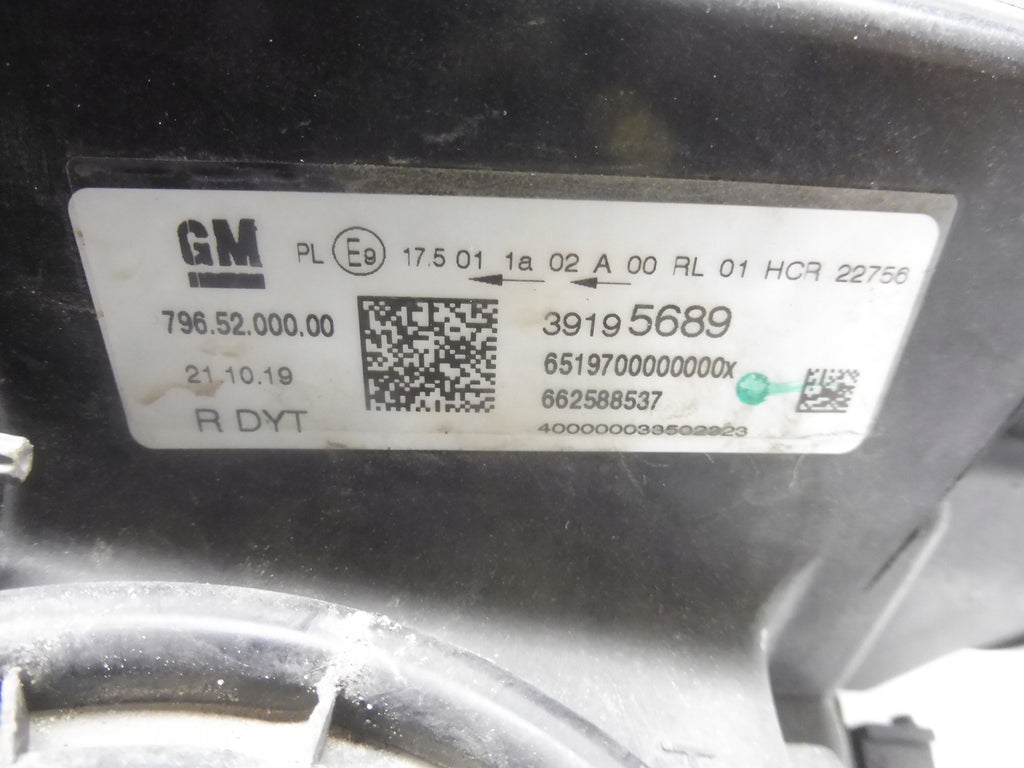 GM PL E9 17.5 01 1a 02 A 00 RL 01 HCR 22756
796.52.000.00
39195689
21.10.19
6519700000000x
662588537
R DYT
400000038502823